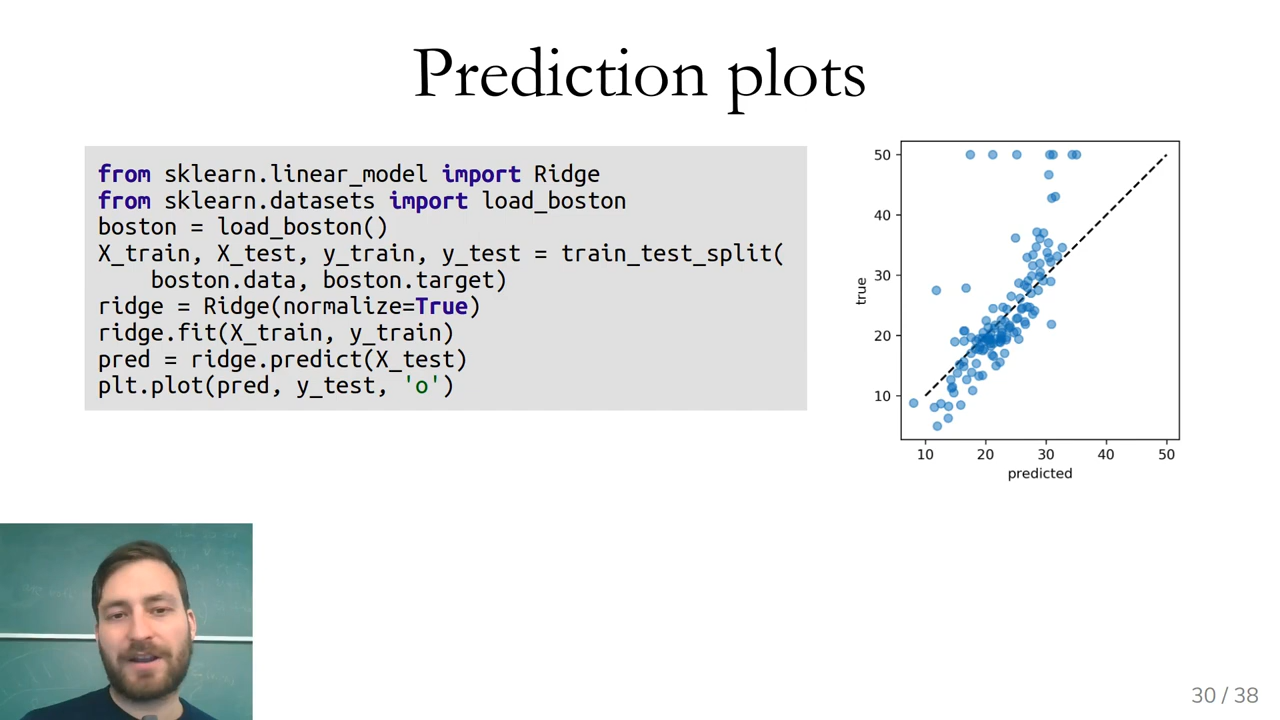 Prediction plots
from sklearn.linear_model import Ridge
from sklearn.datasets import load_boston
boston = load_boston()
X_train, X_test, y_train, y_test = train_test_split(
    boston.data, boston.target)
ridge = Ridge(normalize=True)
ridge.fit(X_train, y_train)
pred = ridge.predict(X_test)
plt.plot(pred, y_test, 'o')
50
40
30
20
10
true
10 20 30 40 50
predicted
30 / 38